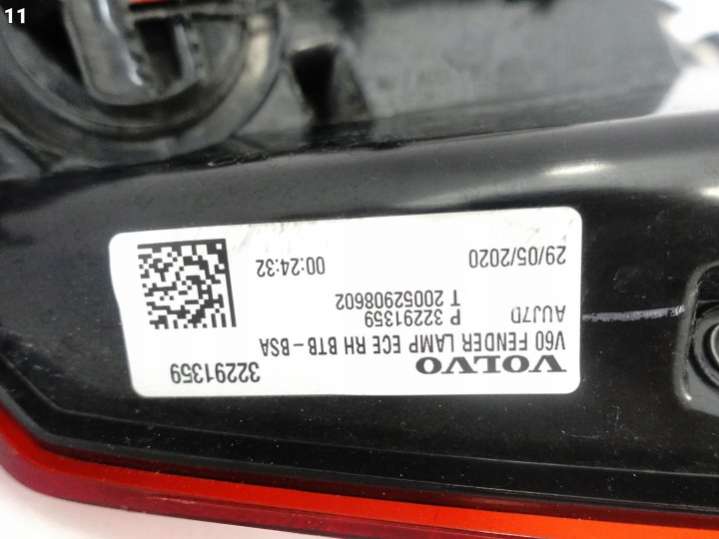 11
VOLVO 32291359
V60 FENDER LAMP ECE RH BTB-BSA
AUJ7D P 32291359
T 20052908602
29/05/2020 00:24:32